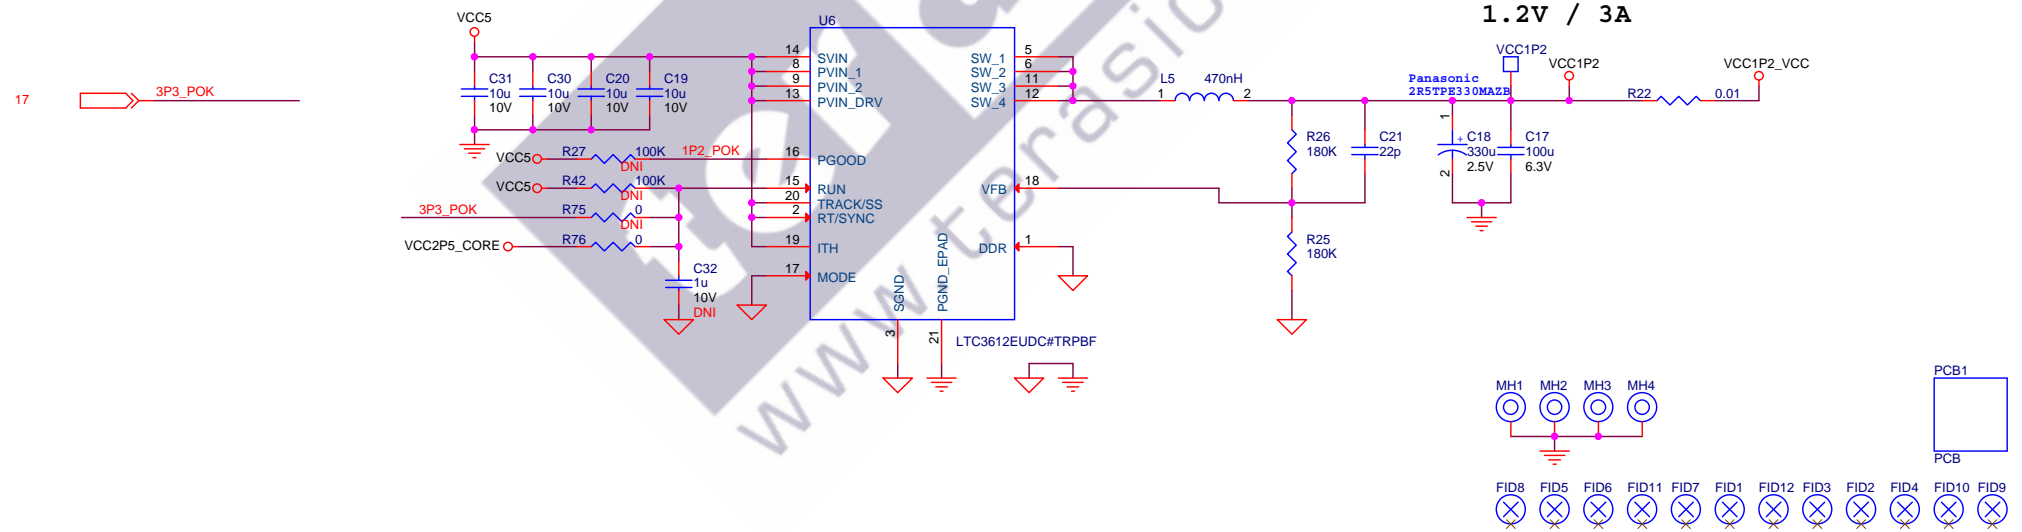 1.2V / 3A
VCC5
U6
VCC1P2
VCC1P2
VCC1P2_VCC
17
3P3_POK
C31
10u
10V
C30
10u
10V
C20
10u
10V
C19
10u
10V
14 SVIN
8 PVIN_1
9 PVIN_2
13 PVIN_DRV
SW_1 5
SW_2 6
SW_3 11
SW_4 12
L5 470nH
1 2
Panasonic
2R5TPE330MAZB
R22 0.01
R26
180K
C21
22p
1
+
C18
330u
2.5V
2
C17
100u
6.3V
VCC5 R27 100K 1P2_POK
DNI
16 PGOOD
VCC5 R42 100K
DNI
15 RUN
VFB 18
20 TRACK/SS
3P3_POK R75 0
DNI
2 RT/SYNC
VCC2P5_CORE R76 0
19 ITH
DDR 1
R25
180K
C32
1u
10V
DNI
17 MODE
SGND
PGND_EPAD
3
21
LTC3612EUDC#TRPBF
www.terasic
MH1 MH2 MH3 MH4
PCB1
PCB
FID8 FID5 FID6 FID11 FID7 FID1 FID12 FID3 FID2 FID4 FID10 FID9